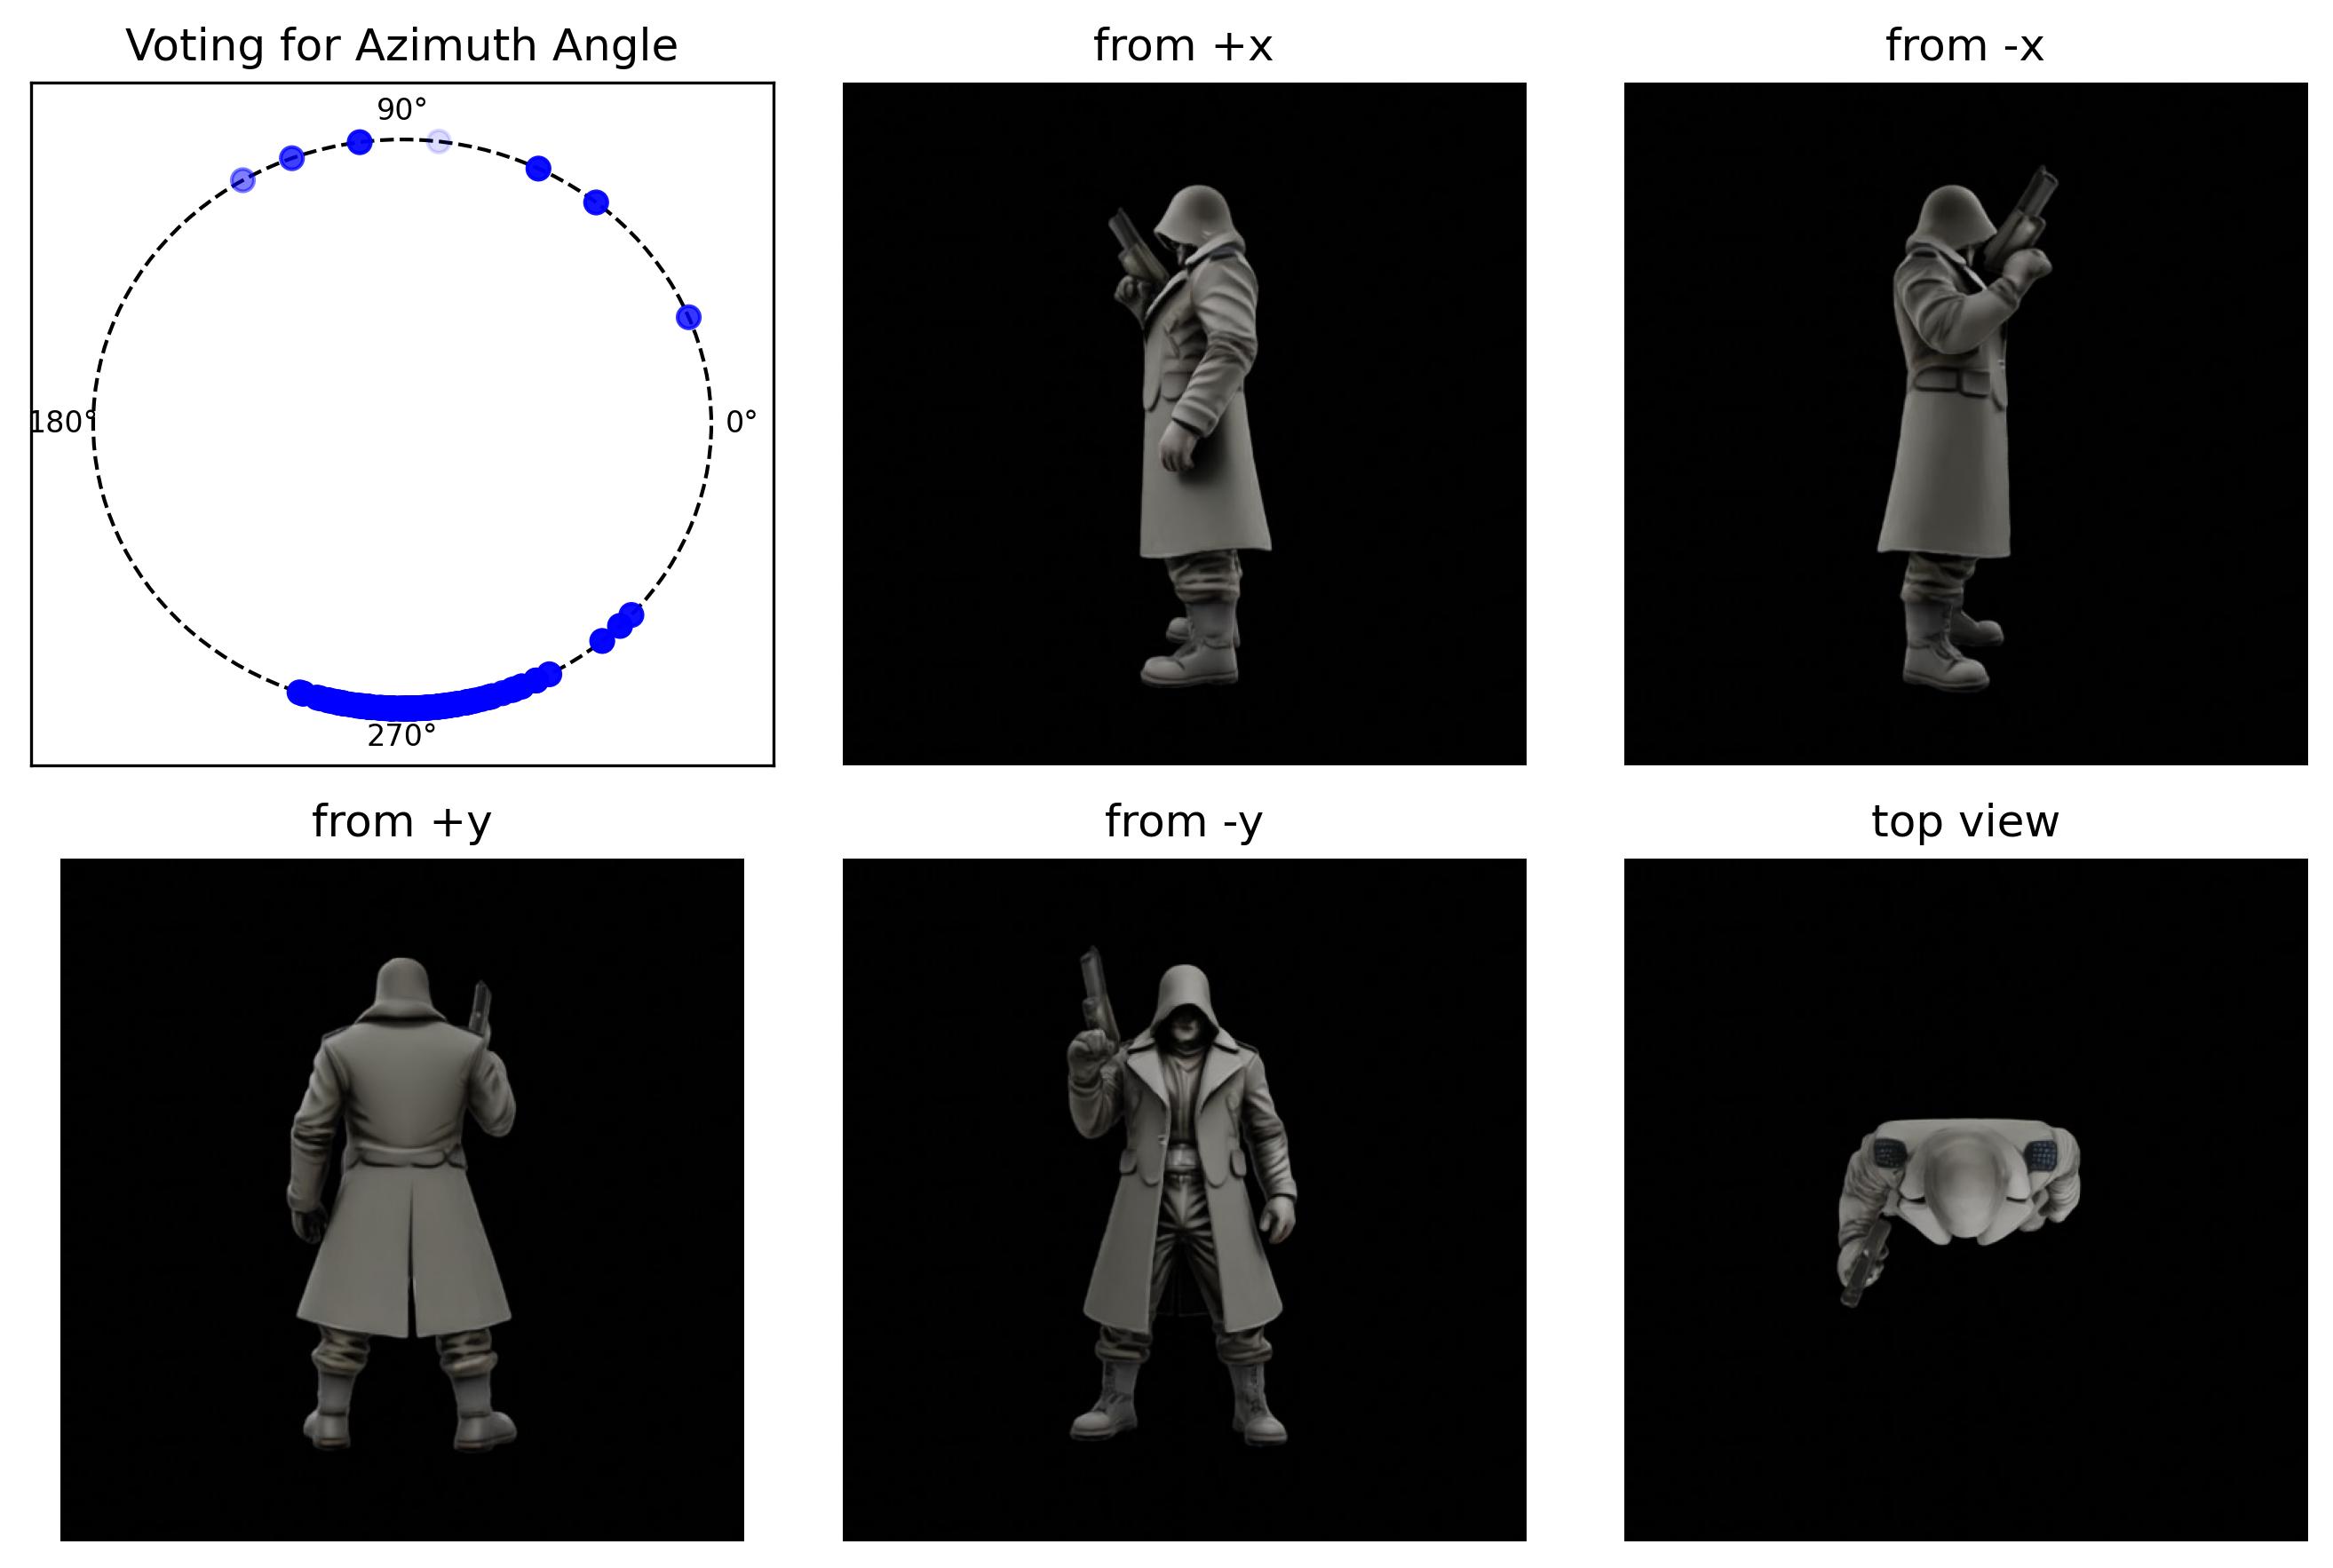 Voting for Azimuth Angle
from +x
from -x
90°
180°
0°
270°
from +y
from -y
top view